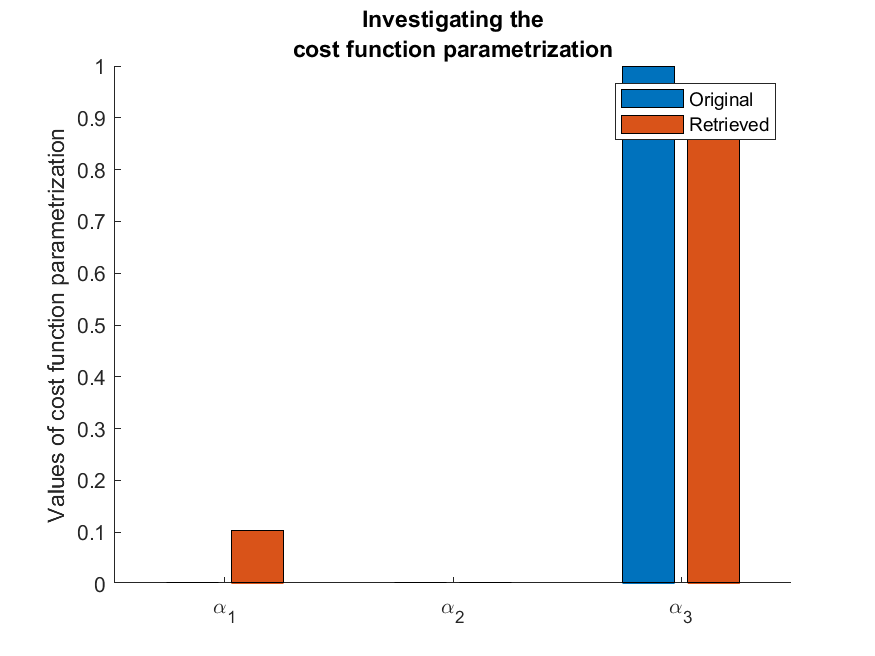 Investigating the
cost function parametrization
Values of cost function parametrization
1
0.9
0.8
0.7
0.6
0.5
0.4
0.3
0.2
0.1
0
Original
Retrieved
α1
α2
α3